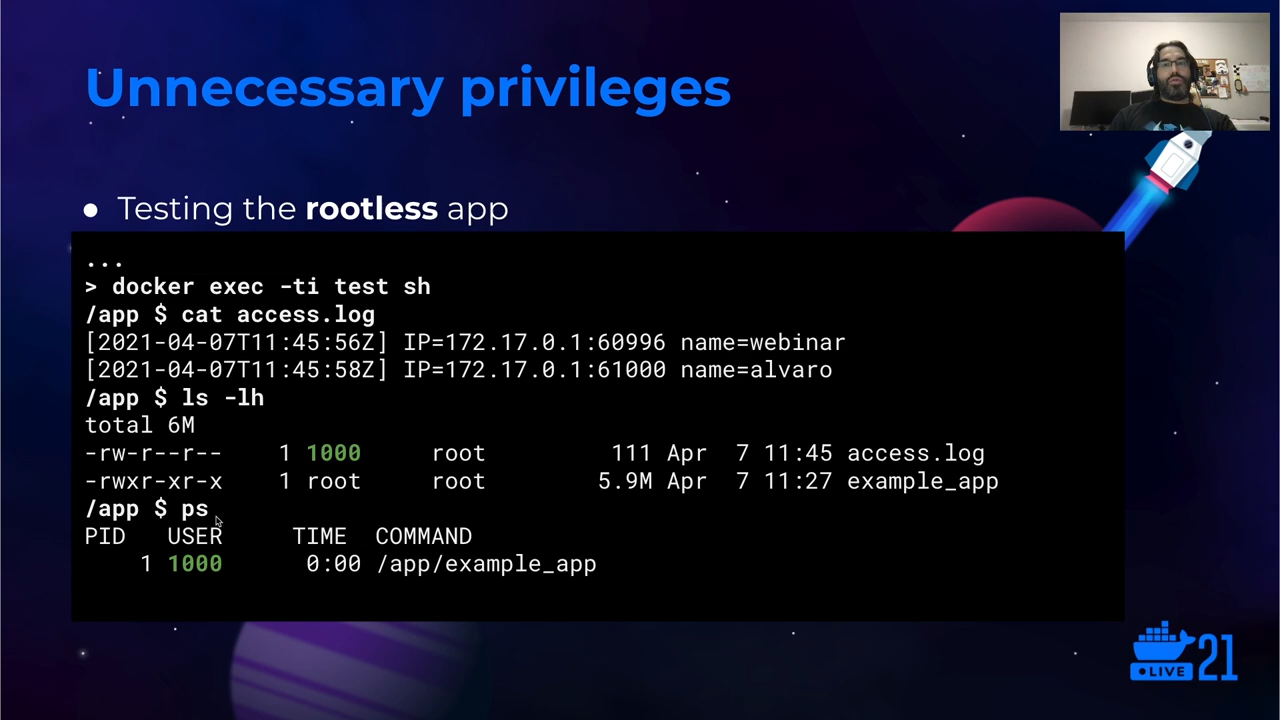 Unnecessary privileges
● Testing the rootless app
...
> docker exec -ti test sh
/app $ cat access.log
[2021-04-07T11:45:56Z] IP=172.17.0.1:60996 name=webinar
[2021-04-07T11:45:58Z] IP=172.17.0.1:61000 name=alvaro
/app $ ls -lh
total 6M
-rw-r--r-- 1 1000 root 111 Apr 7 11:45 access.log
-rwxr-xr-x 1 root root 5.9M Apr 7 11:27 example_app
/app $ ps
PID USER TIME COMMAND
1 1000 0:00 /app/example_app
LIVE 21